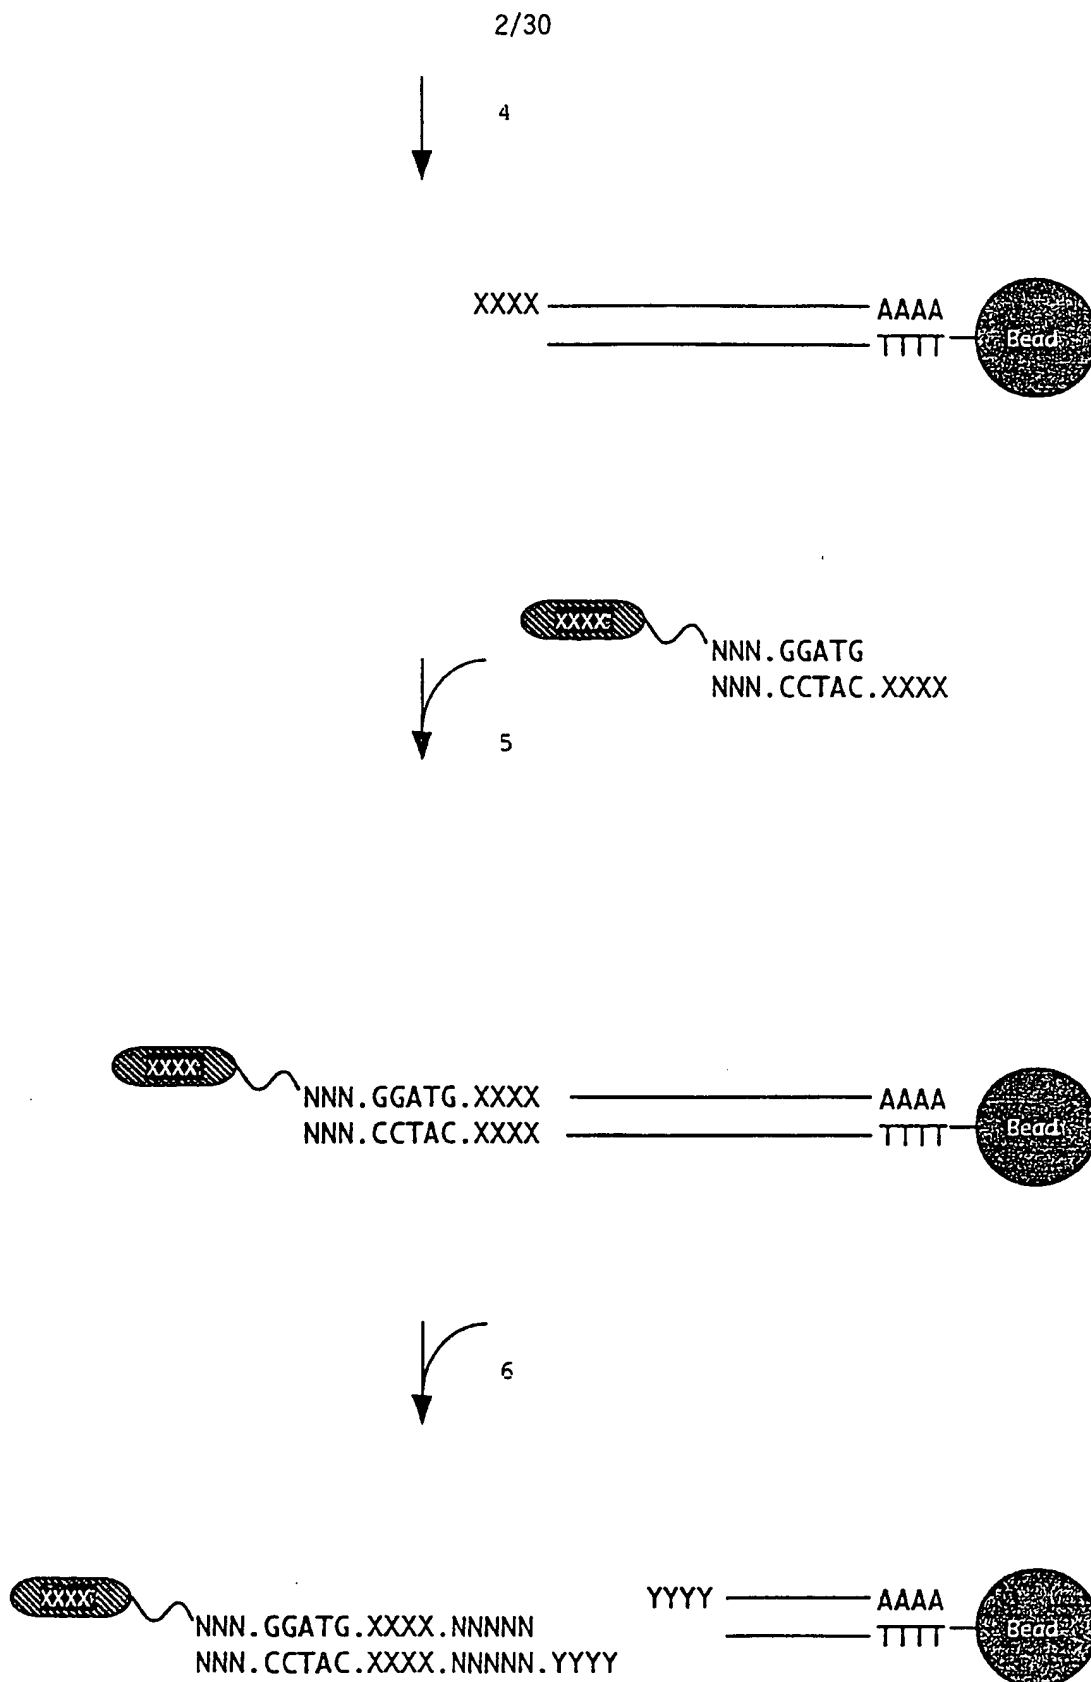 2/30
4
XXXX AAAA
TTTT Bead
XXXX
NNN.GGATG
NNN.CCTAC.XXXX
5
XXXX
NNN.GGATG.XXXX AAAA
NNN.CCTAC.XXXX TTTT Bead
6
XXXX YYYY AAAA
TTTT Bead
NNN.GGATG.XXXX.NNNNN
NNN.CCTAC.XXXX.NNNNN.YYYY